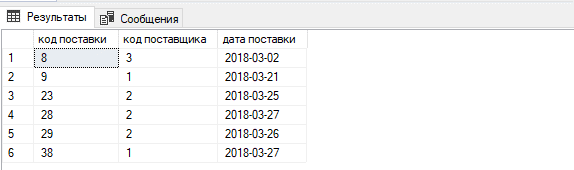 Результаты Сообщения
код поставки код поставщика дата поставки
1 8 3 2018-03-02
2 9 1 2018-03-21
3 23 2 2018-03-25
4 28 2 2018-03-27
5 29 2 2018-03-26
6 38 1 2018-03-27